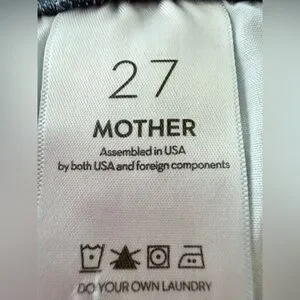 27
MOTHER
Assembled in USA
by both USA and foreign components
DO YOUR OWN LAUNDRY